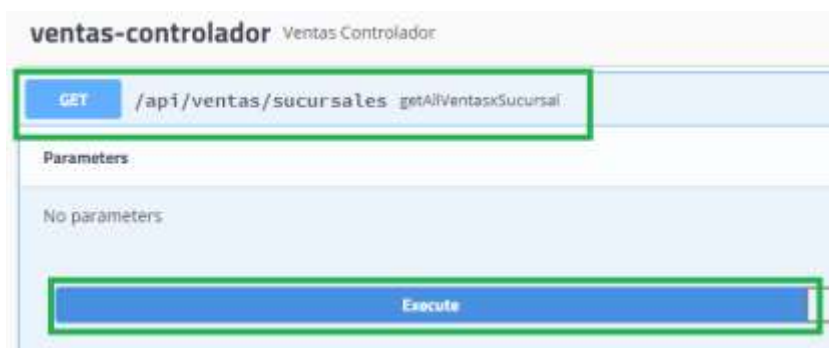 ventas-controlador Ventas Controlador
GET /api/ventas/sucursales getAllVentasxSucursal
Parameters
No parameters
Execute